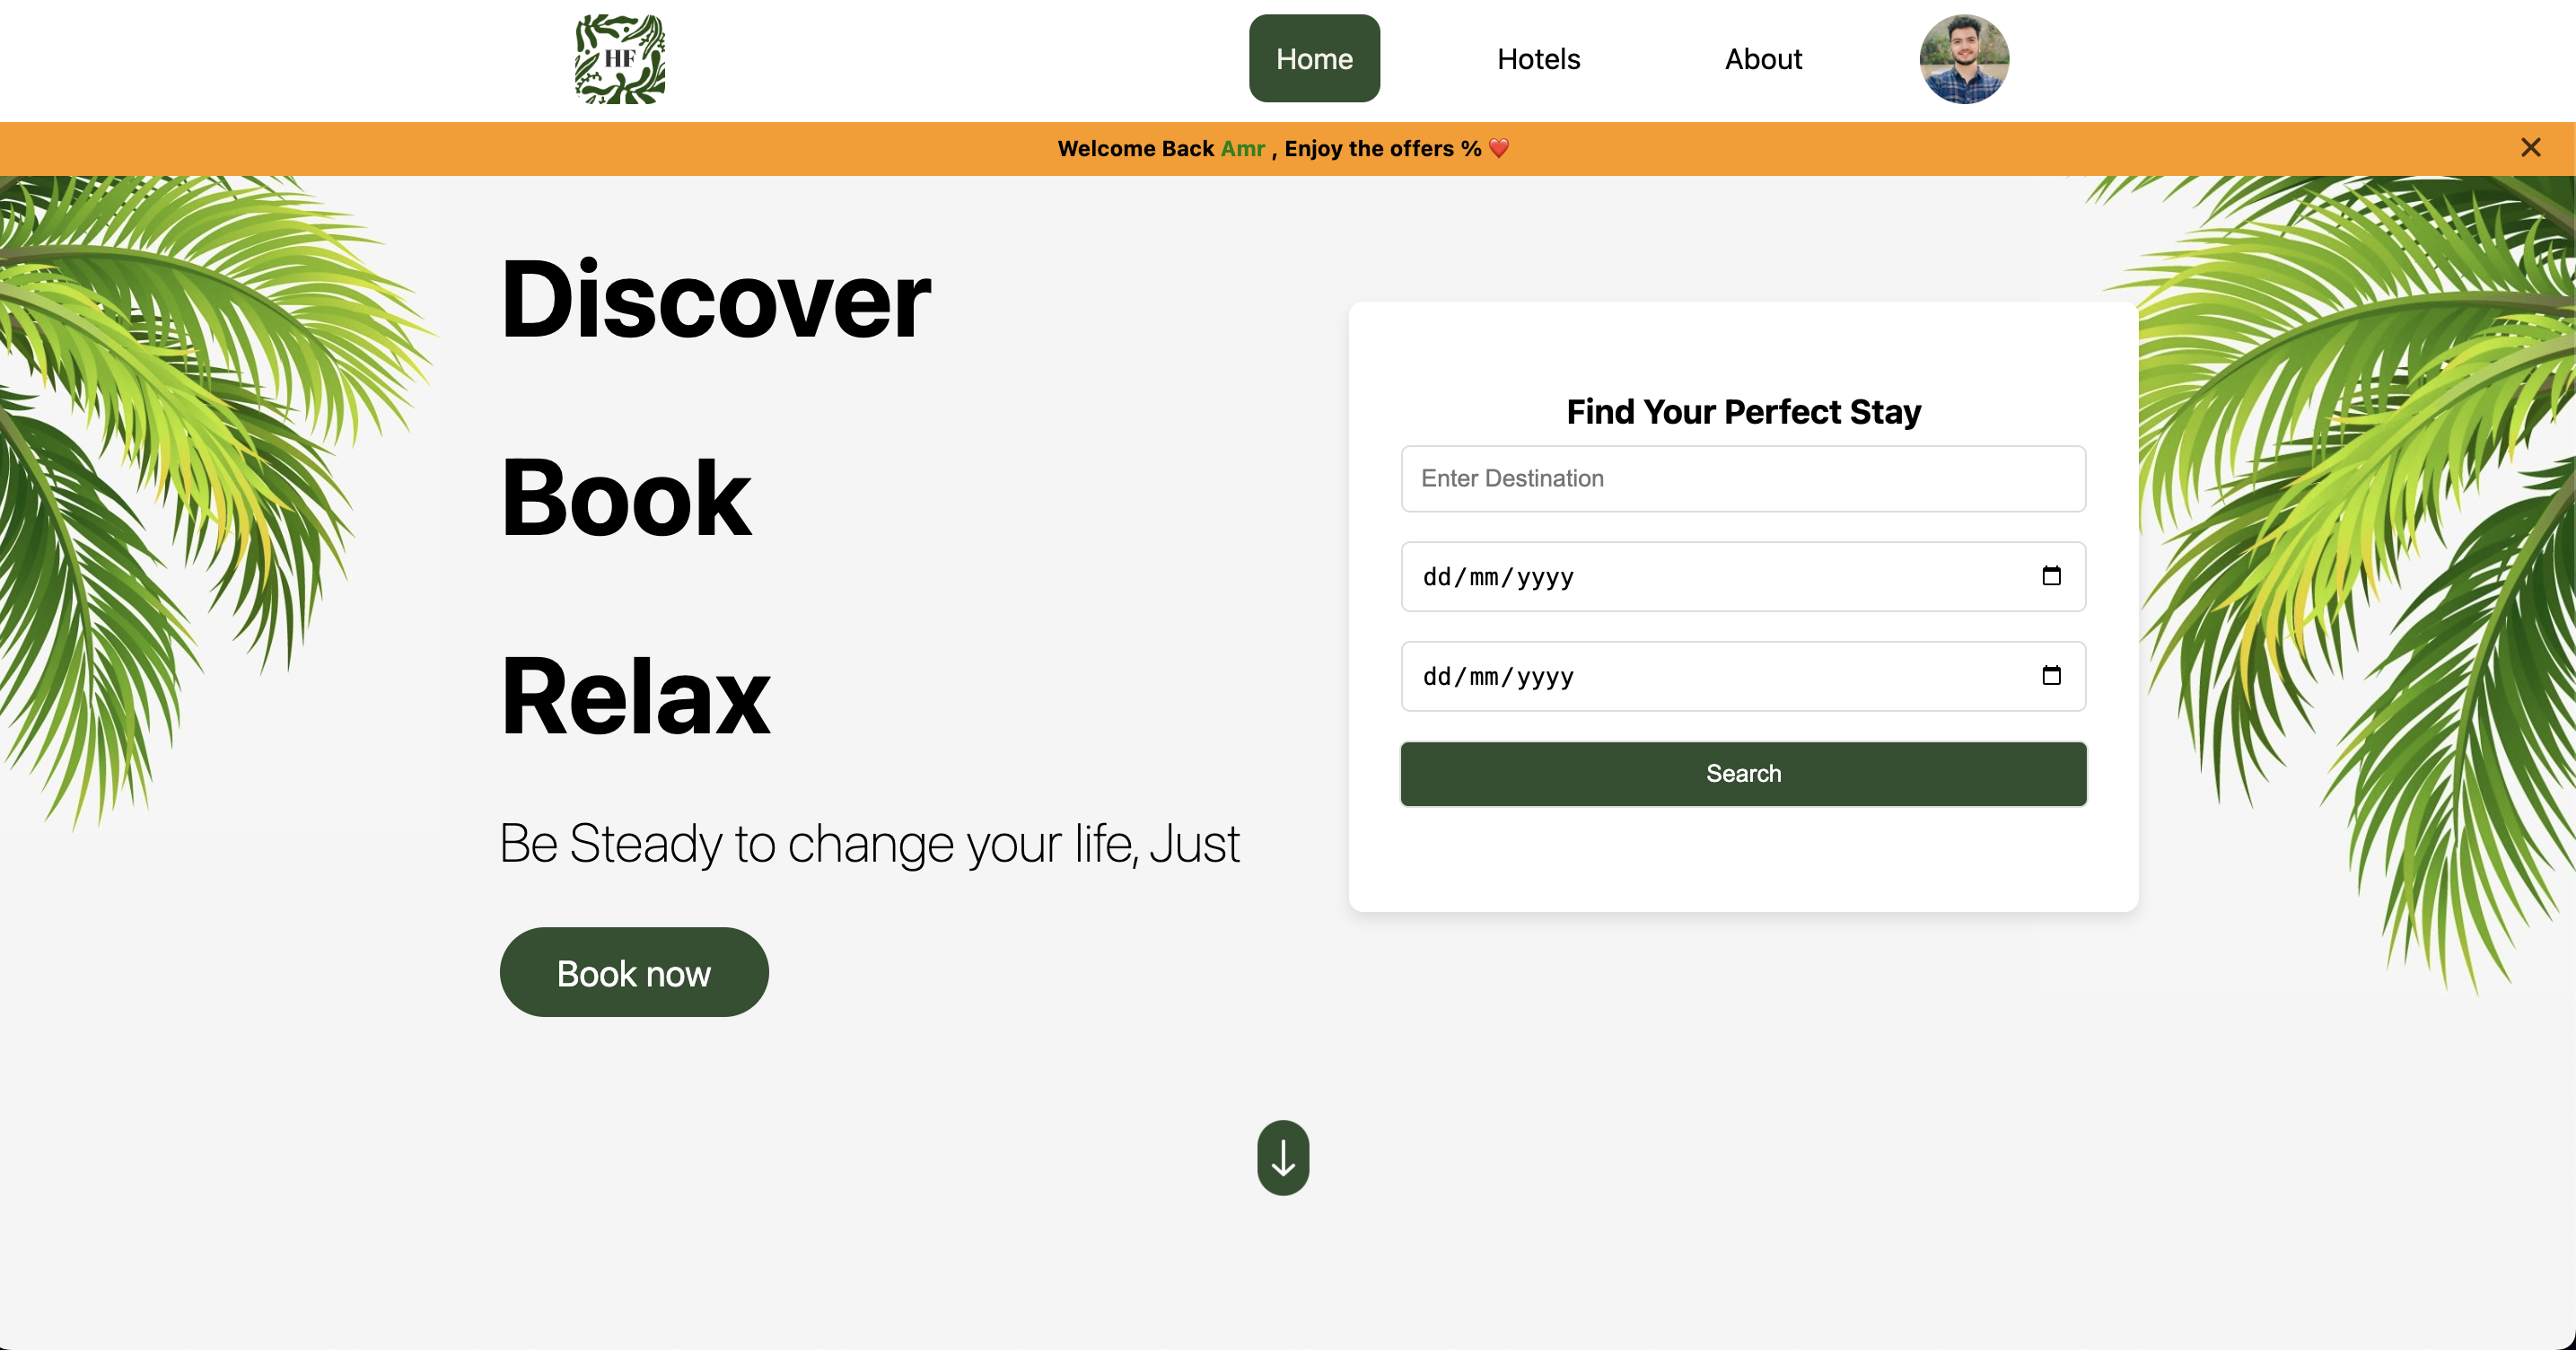 HF
Home
Hotels
About
Welcome Back Amr , Enjoy the offers % ❤️
Discover
Book
Relax
Be Steady to change your life, Just
Book now
Find Your Perfect Stay
Enter Destination
dd/mm/yyyy
dd/mm/yyyy
Search